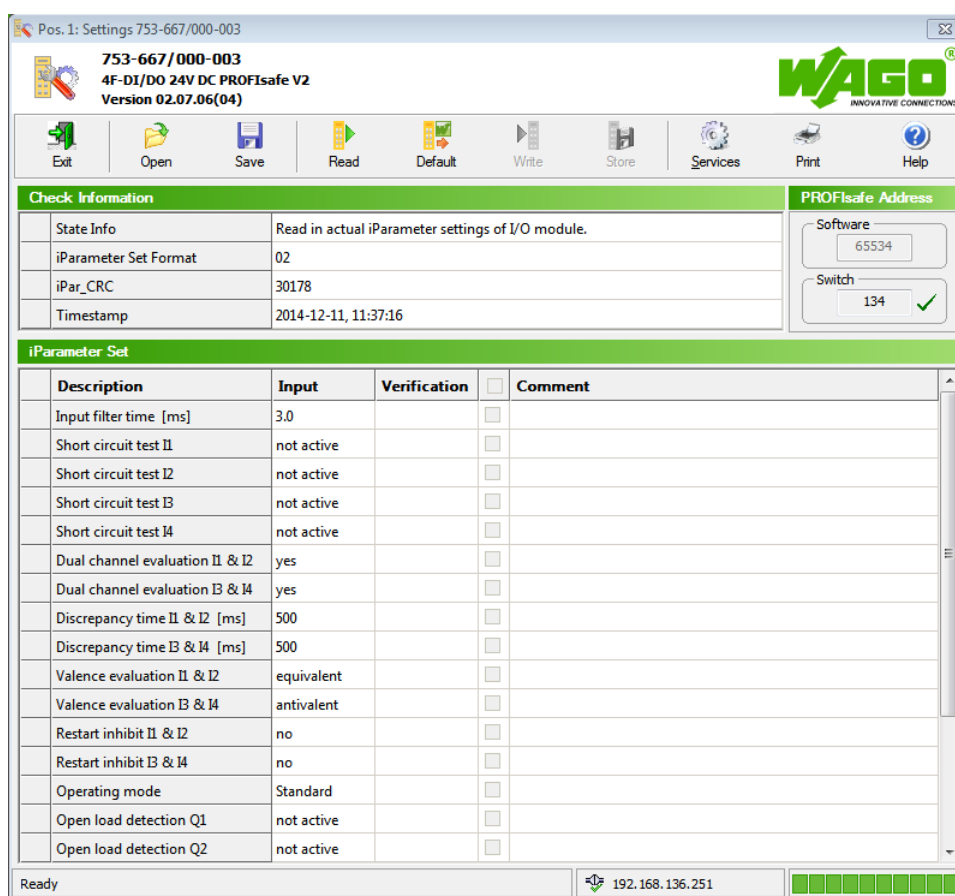 Pos. 1: Settings 753-667/000-003
753-667/000-003
4F-DI/DO 24V DC PROFIsafe V2
Version 02.07.06(04)
WAGO®
INNOVATIVE CONNECTIONS
Exit Open Save Read Default Write Store Services Print Help
Check Information
State Info Read in actual iParameter settings of I/O module.
iParameter Set Format 02
iPar_CRC 30178
Timestamp 2014-12-11, 11:37:16
PROFIsafe Address
Software
65534
Switch
134
iParameter Set
Description Input Verification Comment
Input filter time [ms] 3.0
Short circuit test I1 not active
Short circuit test I2 not active
Short circuit test I3 not active
Short circuit test I4 not active
Dual channel evaluation I1 & I2 yes
Dual channel evaluation I3 & I4 yes
Discrepancy time I1 & I2 [ms] 500
Discrepancy time I3 & I4 [ms] 500
Valence evaluation I1 & I2 equivalent
Valence evaluation I3 & I4 antivalent
Restart inhibit I1 & I2 no
Restart inhibit I3 & I4 no
Operating mode Standard
Open load detection Q1 not active
Open load detection Q2 not active
Ready 192.168.136.251